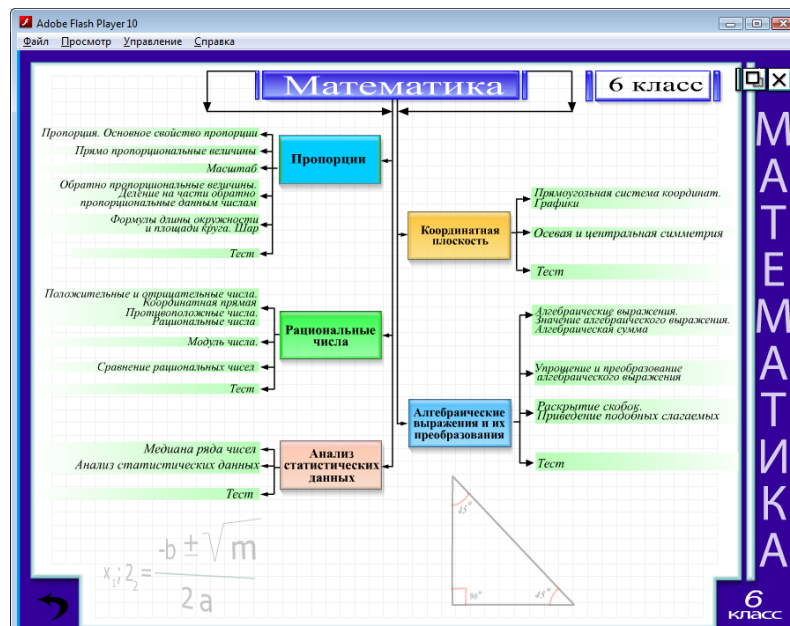 Adobe Flash Player 10
Файл Просмотр Управление Справка
Математика
6 класс
Пропорции
Пропорция. Основное свойство пропорции
Прямо пропорциональные величины
Масштаб
Обратно пропорциональные величины.
Деление на части обратно
пропорциональные данным числам
Формулы длины окружности
и площади круга. Шар
Тест
Координатная
плоскость
Прямоугольная система координат.
Графики
Осевая и центральная симметрия
Тест
Рациональные
числа
Положительные и отрицательные числа.
Координатная прямая
Противоположные числа.
Рациональные числа
Модуль числа.
Сравнение рациональных чисел
Тест
Алгебраические
выражения и их
преобразования
Алгебраические выражения.
Значение алгебраического выражения.
Алгебраическая сумма
Упрощение и преобразование
алгебраического выражения
Раскрытие скобок.
Приведение подобных слагаемых
Тест
Анализ
статистических
данных
Медиана ряда чисел
Анализ статистических данных
Тест
x₁;2₂= -b ± √m
2a
45°
90°
45°
МАТЕМАТИКА
6
класс